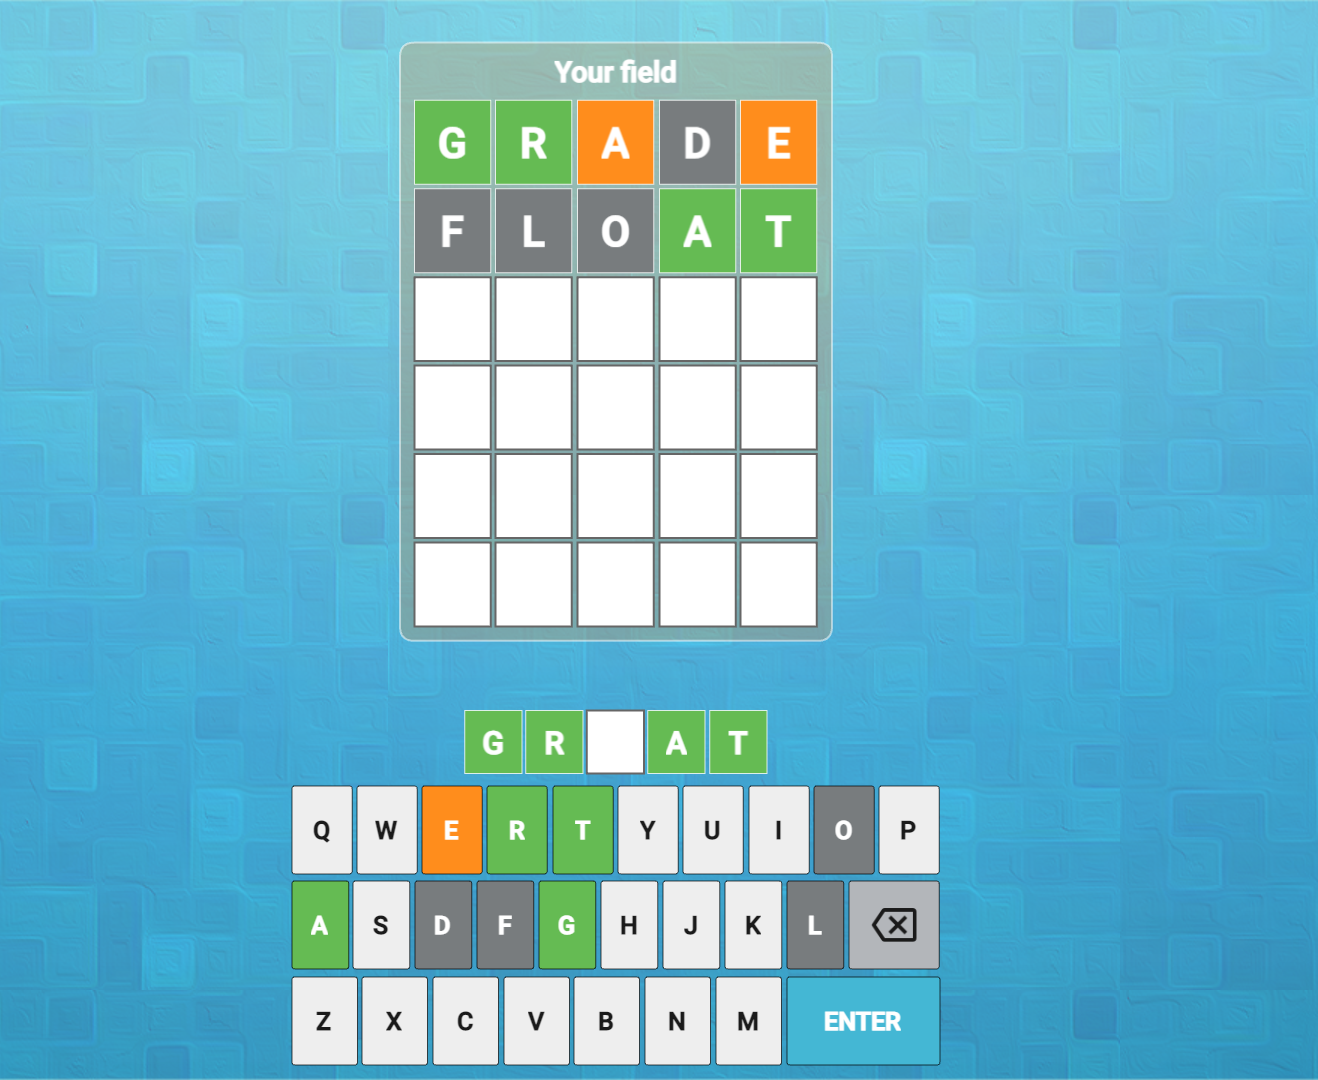 Your field
G R A D E
F L O A T
G R A T
Q W E R T Y U I O P
A S D F G H J K L
Z X C V B N M ENTER